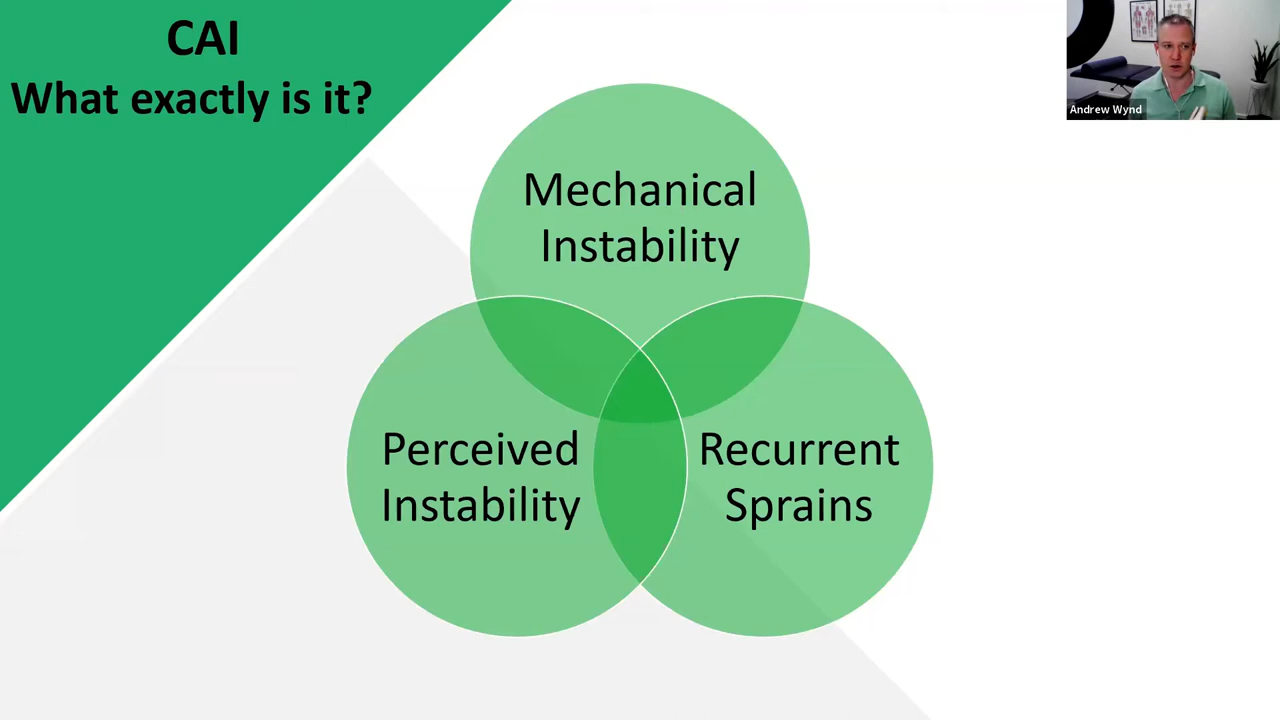 CAI
What exactly is it?
Andrew Wynd
Mechanical
Instability
Perceived
Instability
Recurrent
Sprains